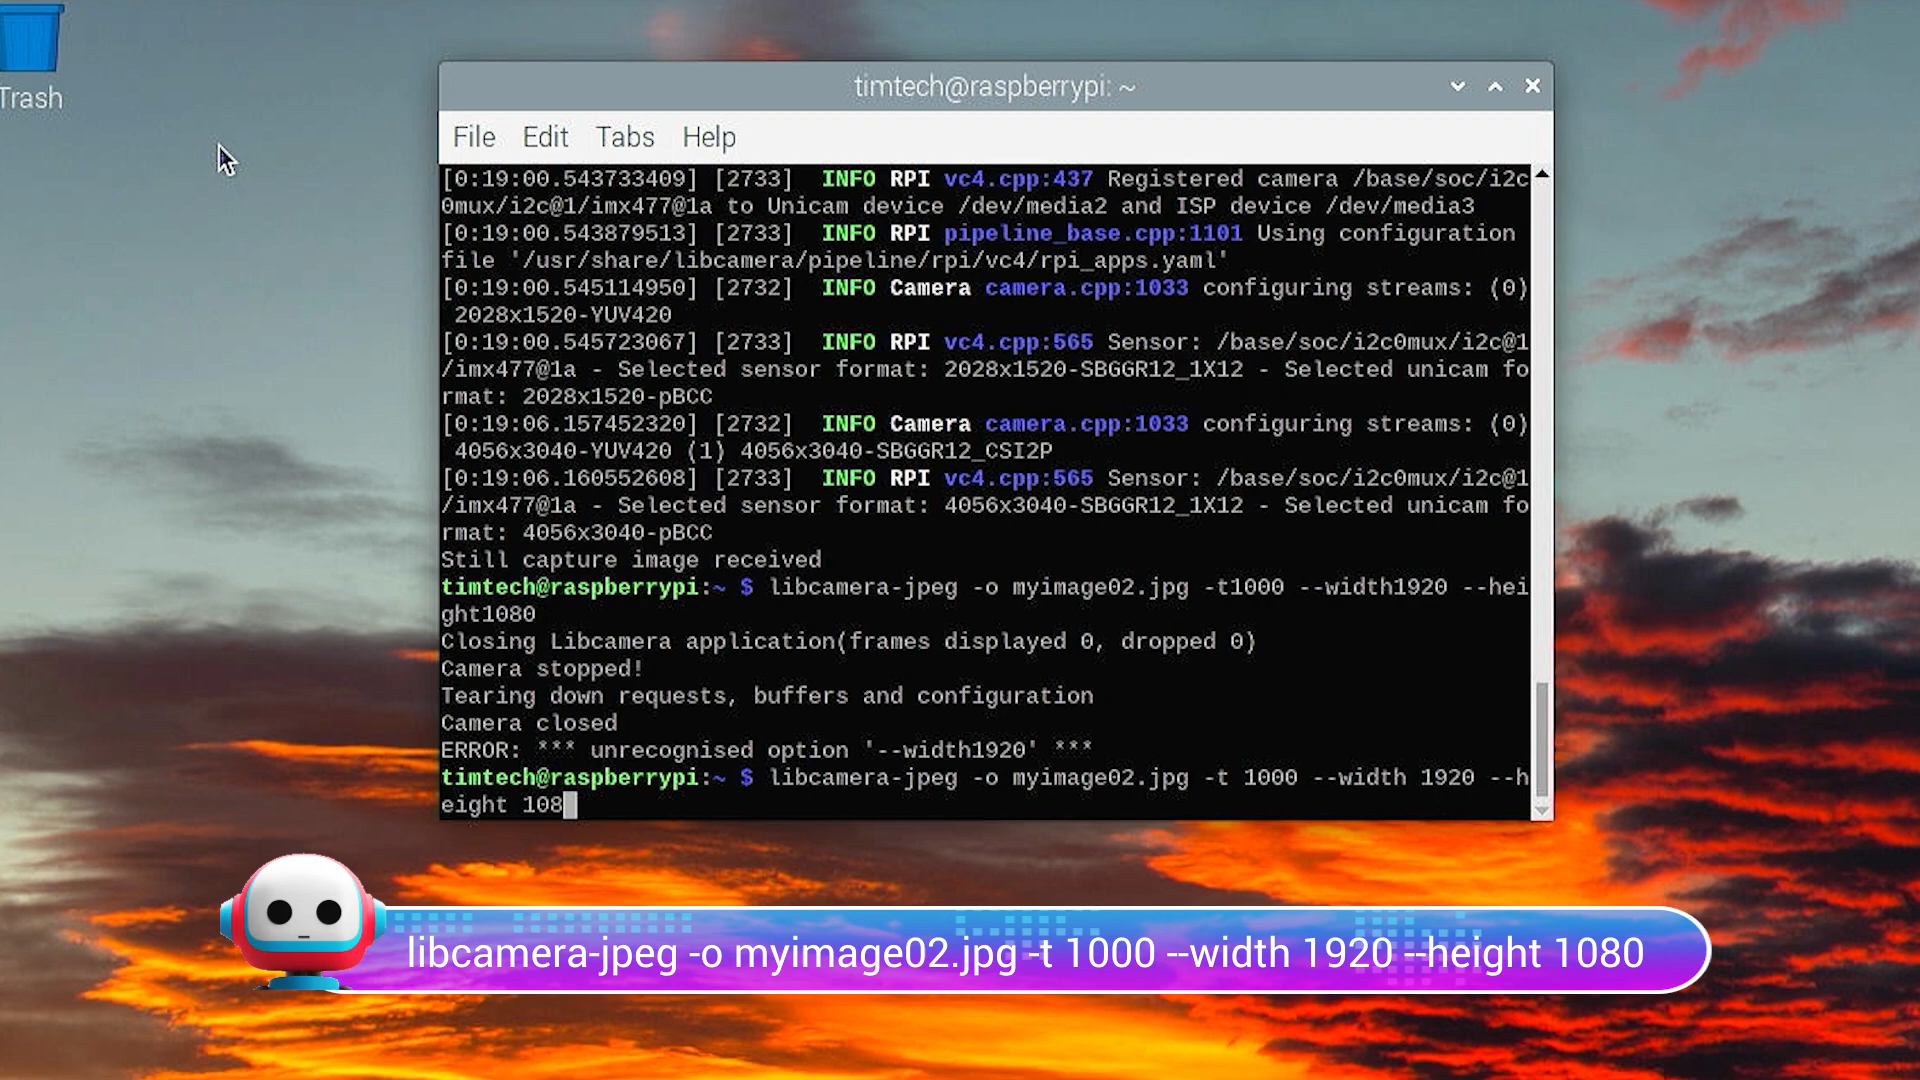 Trash
timtech@raspberrypi: ~
File Edit Tabs Help
[0:19:00.543733409] [2733]  INFO RPI vc4.cpp:437 Registered camera /base/soc/i2c
0mux/i2c@1/imx477@1a to Unicam device /dev/media2 and ISP device /dev/media3
[0:19:00.543879513] [2733]  INFO RPI pipeline_base.cpp:1101 Using configuration
file '/usr/share/libcamera/pipeline/rpi/vc4/rpi_apps.yaml'
[0:19:00.545114950] [2732]  INFO Camera camera.cpp:1033 configuring streams: (0)
 2028x1520-YUV420
[0:19:00.545723067] [2733]  INFO RPI vc4.cpp:565 Sensor: /base/soc/i2c0mux/i2c@1
/imx477@1a - Selected sensor format: 2028x1520-SBGGR12_1X12 - Selected unicam fo
rmat: 2028x1520-pBCC
[0:19:06.157452320] [2732]  INFO Camera camera.cpp:1033 configuring streams: (0)
 4056x3040-YUV420 (1) 4056x3040-SBGGR12_CSI2P
[0:19:06.160552608] [2733]  INFO RPI vc4.cpp:565 Sensor: /base/soc/i2c0mux/i2c@1
/imx477@1a - Selected sensor format: 4056x3040-SBGGR12_1X12 - Selected unicam fo
rmat: 4056x3040-pBCC
Still capture image received
timtech@raspberrypi:~ $ libcamera-jpeg -o myimage02.jpg -t1000 --width1920 --hei
ght1080
Closing Libcamera application(frames displayed 0, dropped 0)
Camera stopped!
Tearing down requests, buffers and configuration
Camera closed
ERROR: *** unrecognised option '--width1920' ***
timtech@raspberrypi:~ $ libcamera-jpeg -o myimage02.jpg -t 1000 --width 1920 --h
eight 108
libcamera-jpeg -o myimage02.jpg -t 1000 --width 1920 --height 1080